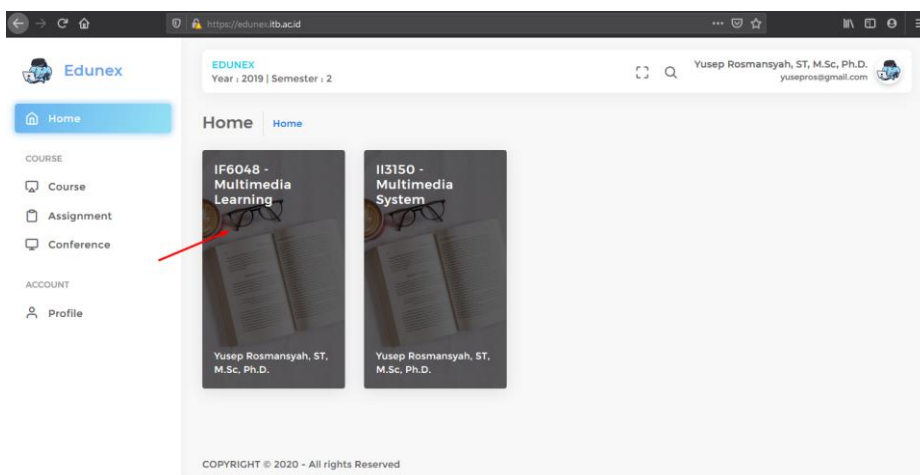 https://edunex.itb.ac.id
Edunex
EDUNEX
Year : 2019 | Semester : 2
Yusep Rosmansyah, ST, M.Sc, Ph.D.
yusepros@gmail.com
Home
Home
Home
COURSE
Course
Assignment
Conference
ACCOUNT
Profile
IF6048 -
Multimedia
Learning
Yusep Rosmansyah, ST,
M.Sc, Ph.D.
II3150 -
Multimedia
System
Yusep Rosmansyah, ST,
M.Sc, Ph.D.
COPYRIGHT © 2020 - All rights Reserved